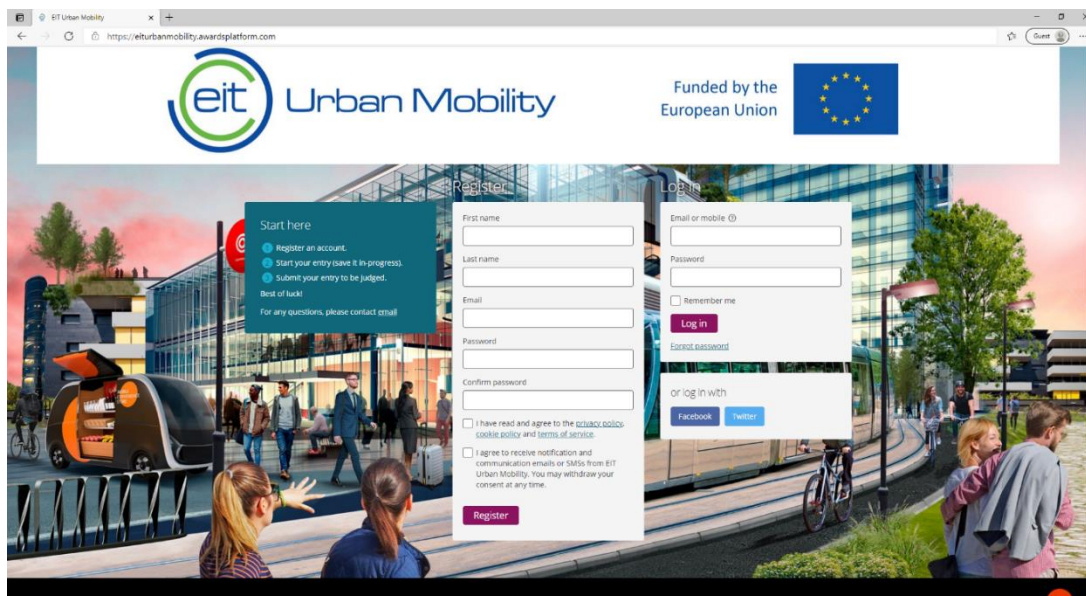 EIT Urban Mobility
https://eiturbanmobility.awardsplatform.com
Guest
eit Urban Mobility
Funded by the
European Union
Start here
1 Register an account.
2 Start your entry (save it in-progress).
3 Submit your entry to be judged.
Best of luck!
For any questions, please contact email
Register
First name
Last name
Email
Password
Confirm password
I have read and agree to the privacy policy,
cookie policy and terms of service.
I agree to receive notification and
communication emails or SMSs from EIT
Urban Mobility. You may withdraw your
consent at any time.
Register
Log in
Email or mobile
Password
Remember me
Log in
Forgot password
or log in with
Facebook
Twitter